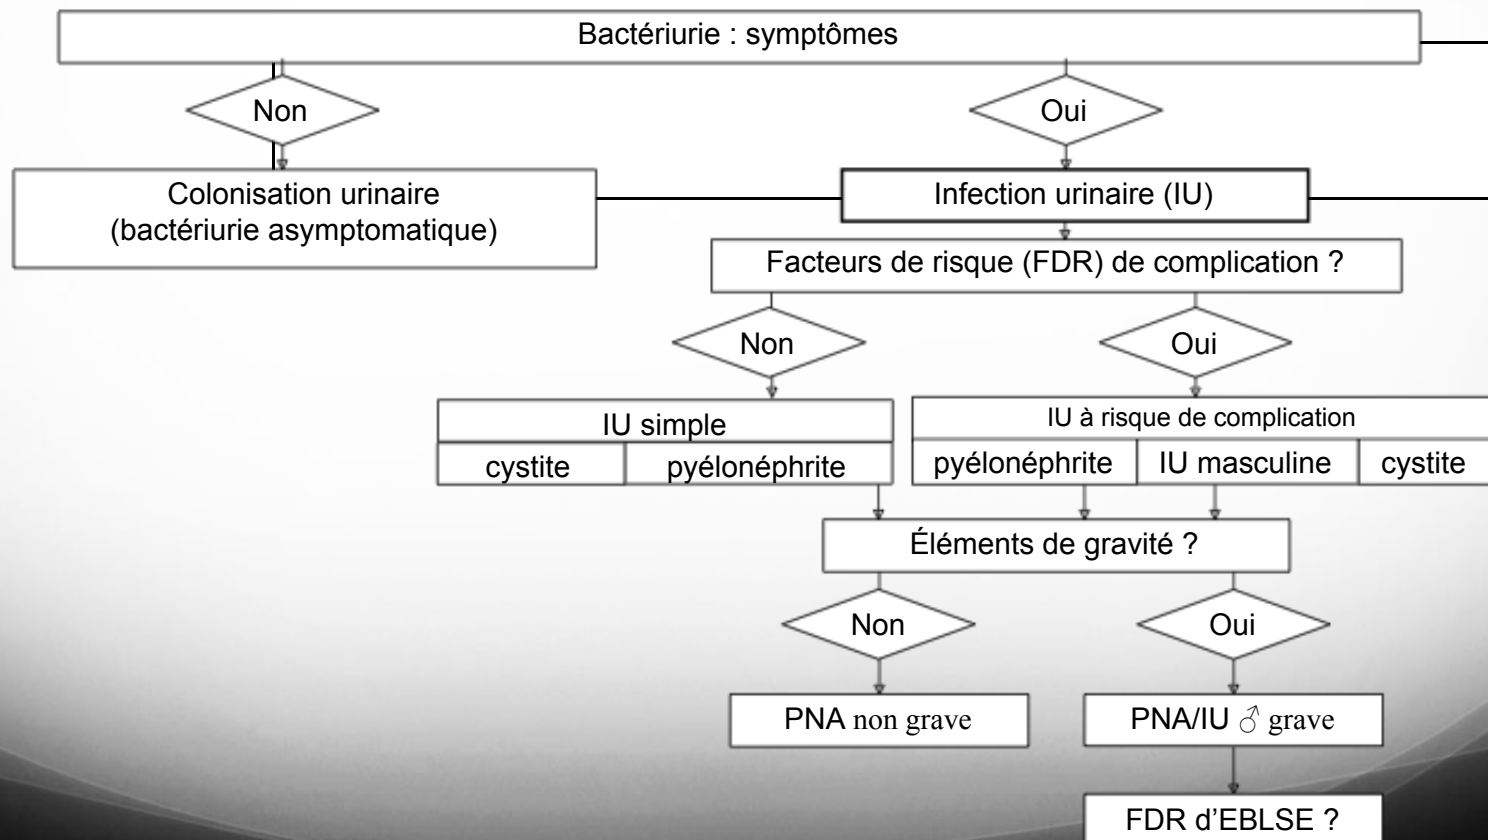 Bactériurie : symptômes
Non
Oui
Colonisation urinaire
(bactériurie asymptomatique)
Infection urinaire (IU)
Facteurs de risque (FDR) de complication ?
Non
Oui
IU simple
cystite
pyélonéphrite
IU à risque de complication
pyélonéphrite
IU masculine
cystite
Éléments de gravité ?
Non
Oui
PNA non grave
PNA/IU ♂ grave
FDR d’EBLSE ?